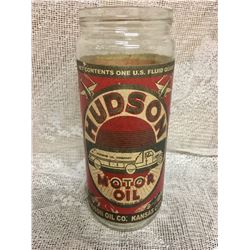 CONTENTS ONE U.S. FLUID
HUDSON
MOTOR
OIL
OIL CO. KANSAS